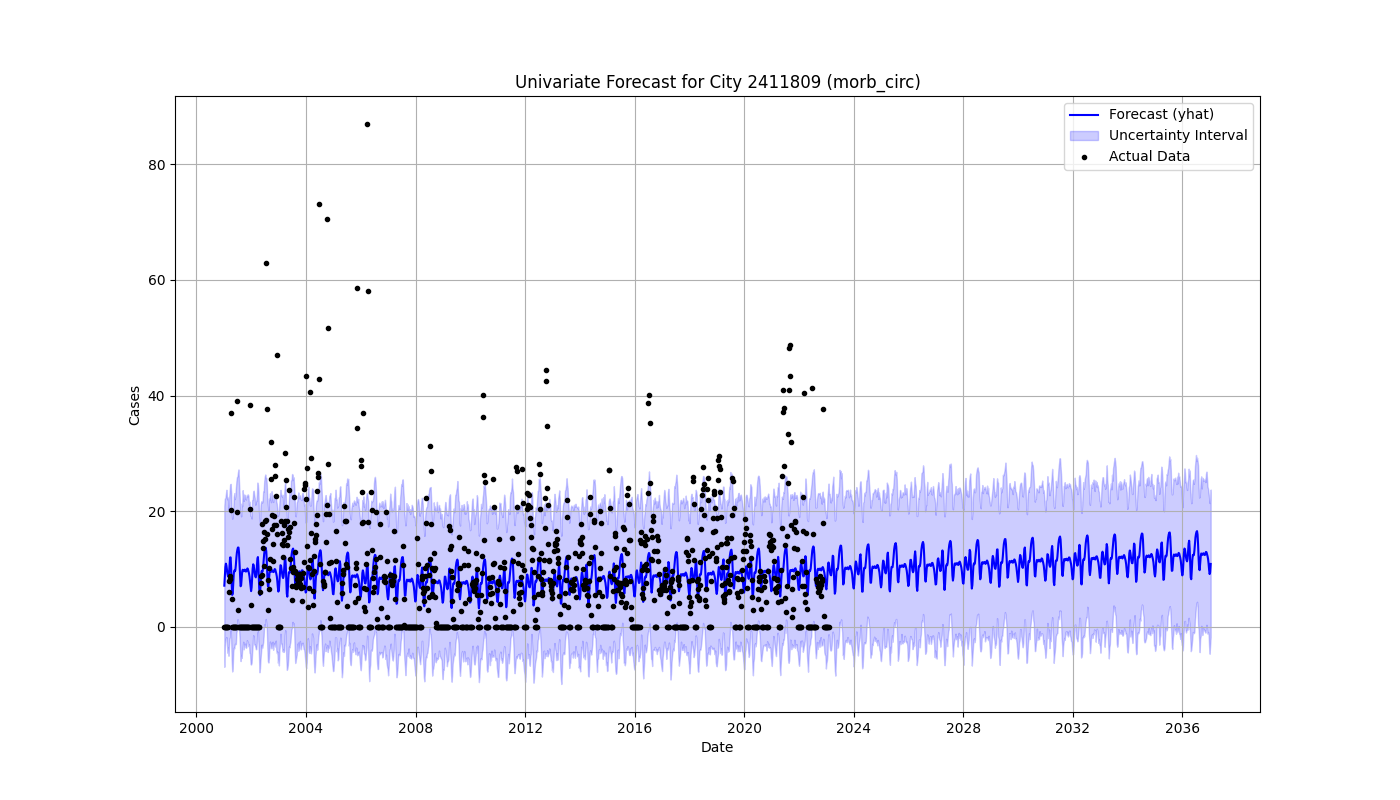 Univariate Forecast for City 2411809 (morb_circ)
Forecast (yhat)
Uncertainty Interval
Actual Data
Cases
80
60
40
20
0
2000 2004 2008 2012 2016 2020 2024 2028 2032 2036
Date